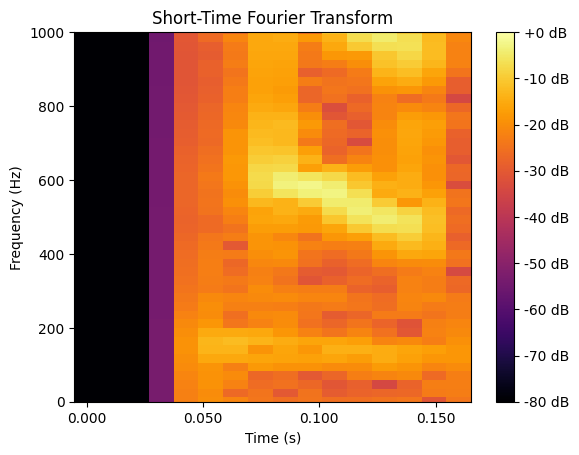 Short-Time Fourier Transform
1000
800
600
400
200
0
Frequency (Hz)
0.000
0.050
0.100
0.150
Time (s)
+0 dB
-10 dB
-20 dB
-30 dB
-40 dB
-50 dB
-60 dB
-70 dB
-80 dB